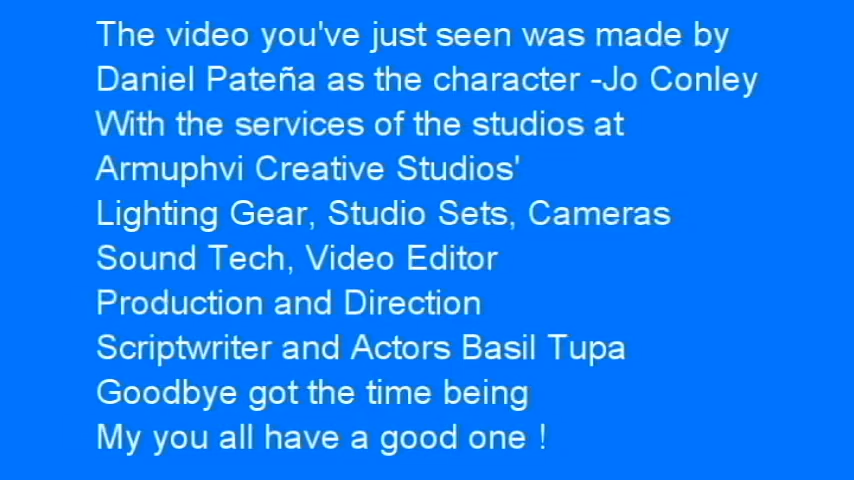 The video you've just seen was made by
Daniel Pateña as the character -Jo Conley
With the services of the studios at
Armuphvi Creative Studios'
Lighting Gear, Studio Sets, Cameras
Sound Tech, Video Editor
Production and Direction
Scriptwriter and Actors Basil Tupa
Goodbye got the time being
My you all have a good one !